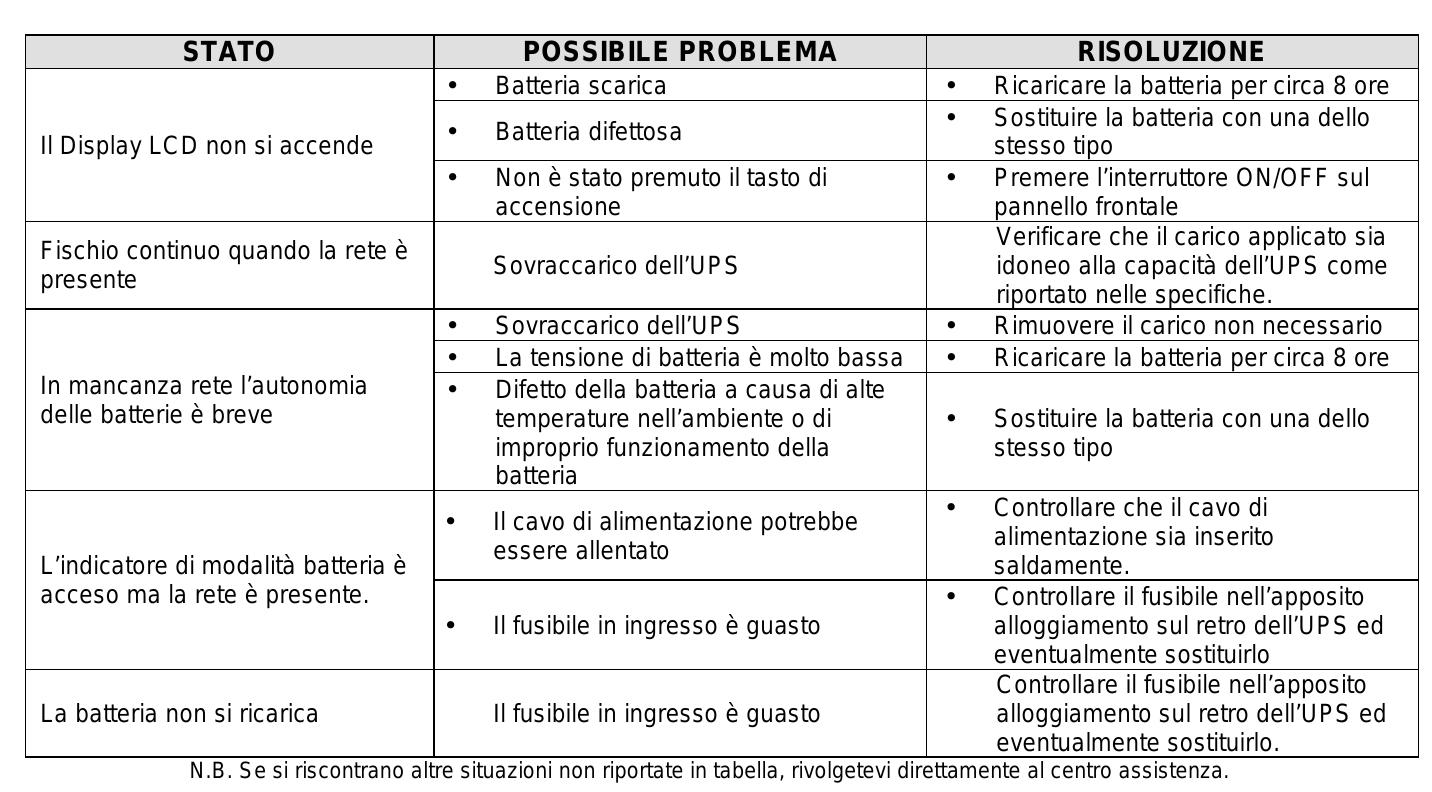 STATO
POSSIBILE PROBLEMA
RISOLUZIONE
Il Display LCD non si accende
• Batteria scarica
• Ricaricare la batteria per circa 8 ore
• Batteria difettosa
• Sostituire la batteria con una dello
stesso tipo
• Non è stato premuto il tasto di
accensione
• Premere l'interruttore ON/OFF sul
pannello frontale
Fischio continuo quando la rete è
presente
Sovraccarico dell'UPS
Verificare che il carico applicato sia
idoneo alla capacità dell'UPS come
riportato nelle specifiche.
In mancanza rete l'autonomia
delle batterie è breve
• Sovraccarico dell'UPS
• Rimuovere il carico non necessario
• La tensione di batteria è molto bassa
• Ricaricare la batteria per circa 8 ore
• Difetto della batteria a causa di alte
temperature nell'ambiente o di
improprio funzionamento della
batteria
• Sostituire la batteria con una dello
stesso tipo
L'indicatore di modalità batteria è
acceso ma la rete è presente.
• Il cavo di alimentazione potrebbe
essere allentato
• Controllare che il cavo di
alimentazione sia inserito
saldamente.
• Il fusibile in ingresso è guasto
• Controllare il fusibile nell'apposito
alloggiamento sul retro dell'UPS ed
eventualmente sostituirlo
La batteria non si ricarica
Il fusibile in ingresso è guasto
Controllare il fusibile nell'apposito
alloggiamento sul retro dell'UPS ed
eventualmente sostituirlo.
N.B. Se si riscontrano altre situazioni non riportate in tabella, rivolgetevi direttamente al centro assistenza.